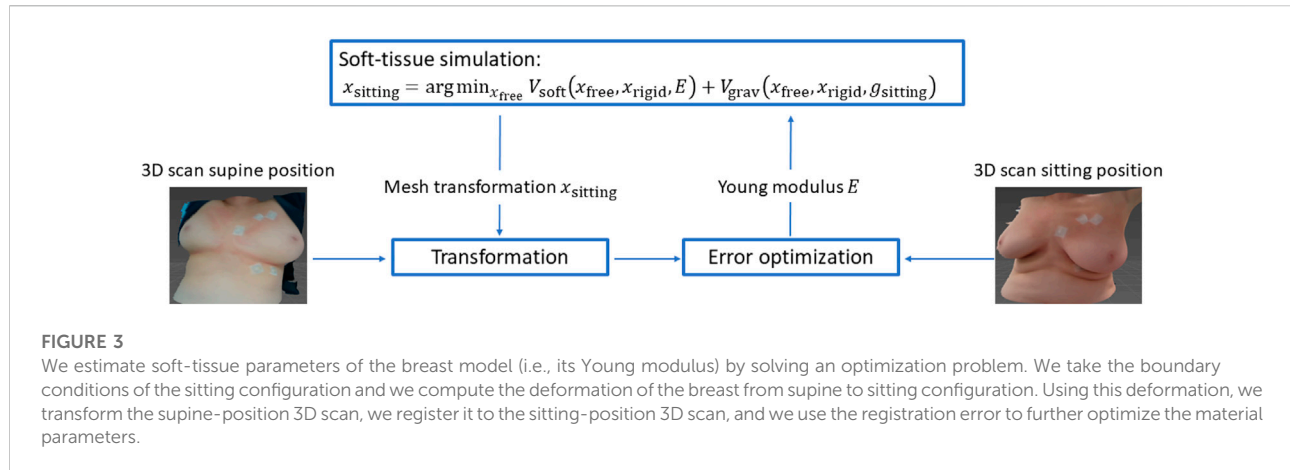 Soft-tissue simulation:
x_sitting = arg min_{x_free} V_soft(x_free, x_rigid, E) + V_grav(x_free, x_rigid, g_sitting)
3D scan supine position
Mesh transformation x_sitting
Young modulus E
3D scan sitting position
Transformation
Error optimization
FIGURE 3
We estimate soft-tissue parameters of the breast model (i.e., its Young modulus) by solving an optimization problem. We take the boundary
conditions of the sitting configuration and we compute the deformation of the breast from supine to sitting configuration. Using this deformation, we
transform the supine-position 3D scan, we register it to the sitting-position 3D scan, and we use the registration error to further optimize the material
parameters.